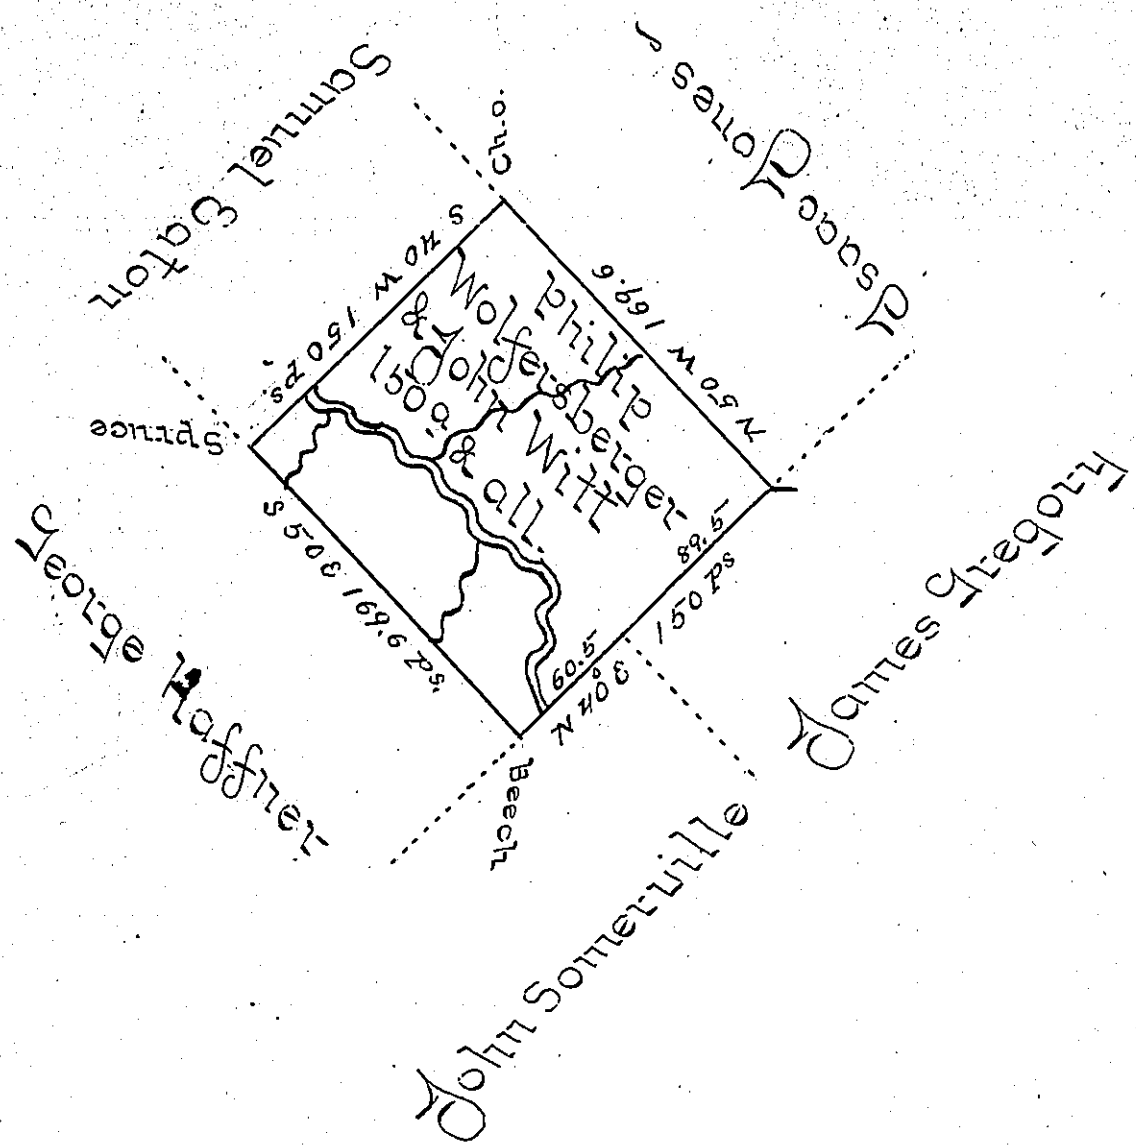 Samuel Eaton
Isaac Jones
Ch.o.
S 40 W 150 Ps.
N 50 W 169.6
Spruce
Philip
Wolfersberger
& John Witt
150 a. & all.
S 50 E 169.6 Ps.
89.5
60.5
N 40° E 150 Ps
Beech
George Haffner
James Gregory
John Somerville